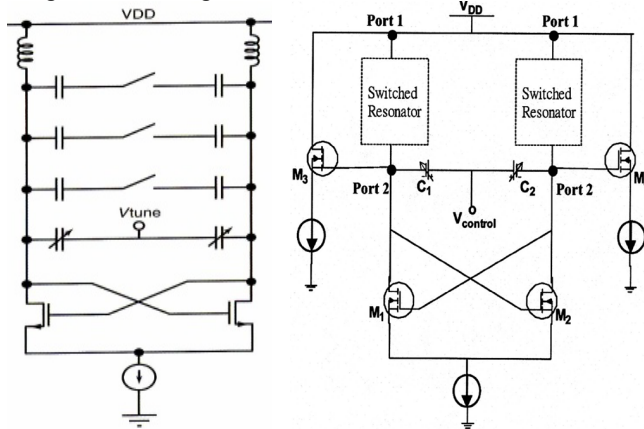 VDD
Vtune
VDD
Port 1
Port 1
Switched
Resonator
Switched
Resonator
M3
M
Port 2
C1
C2
Port 2
Vcontrol
M1
M2